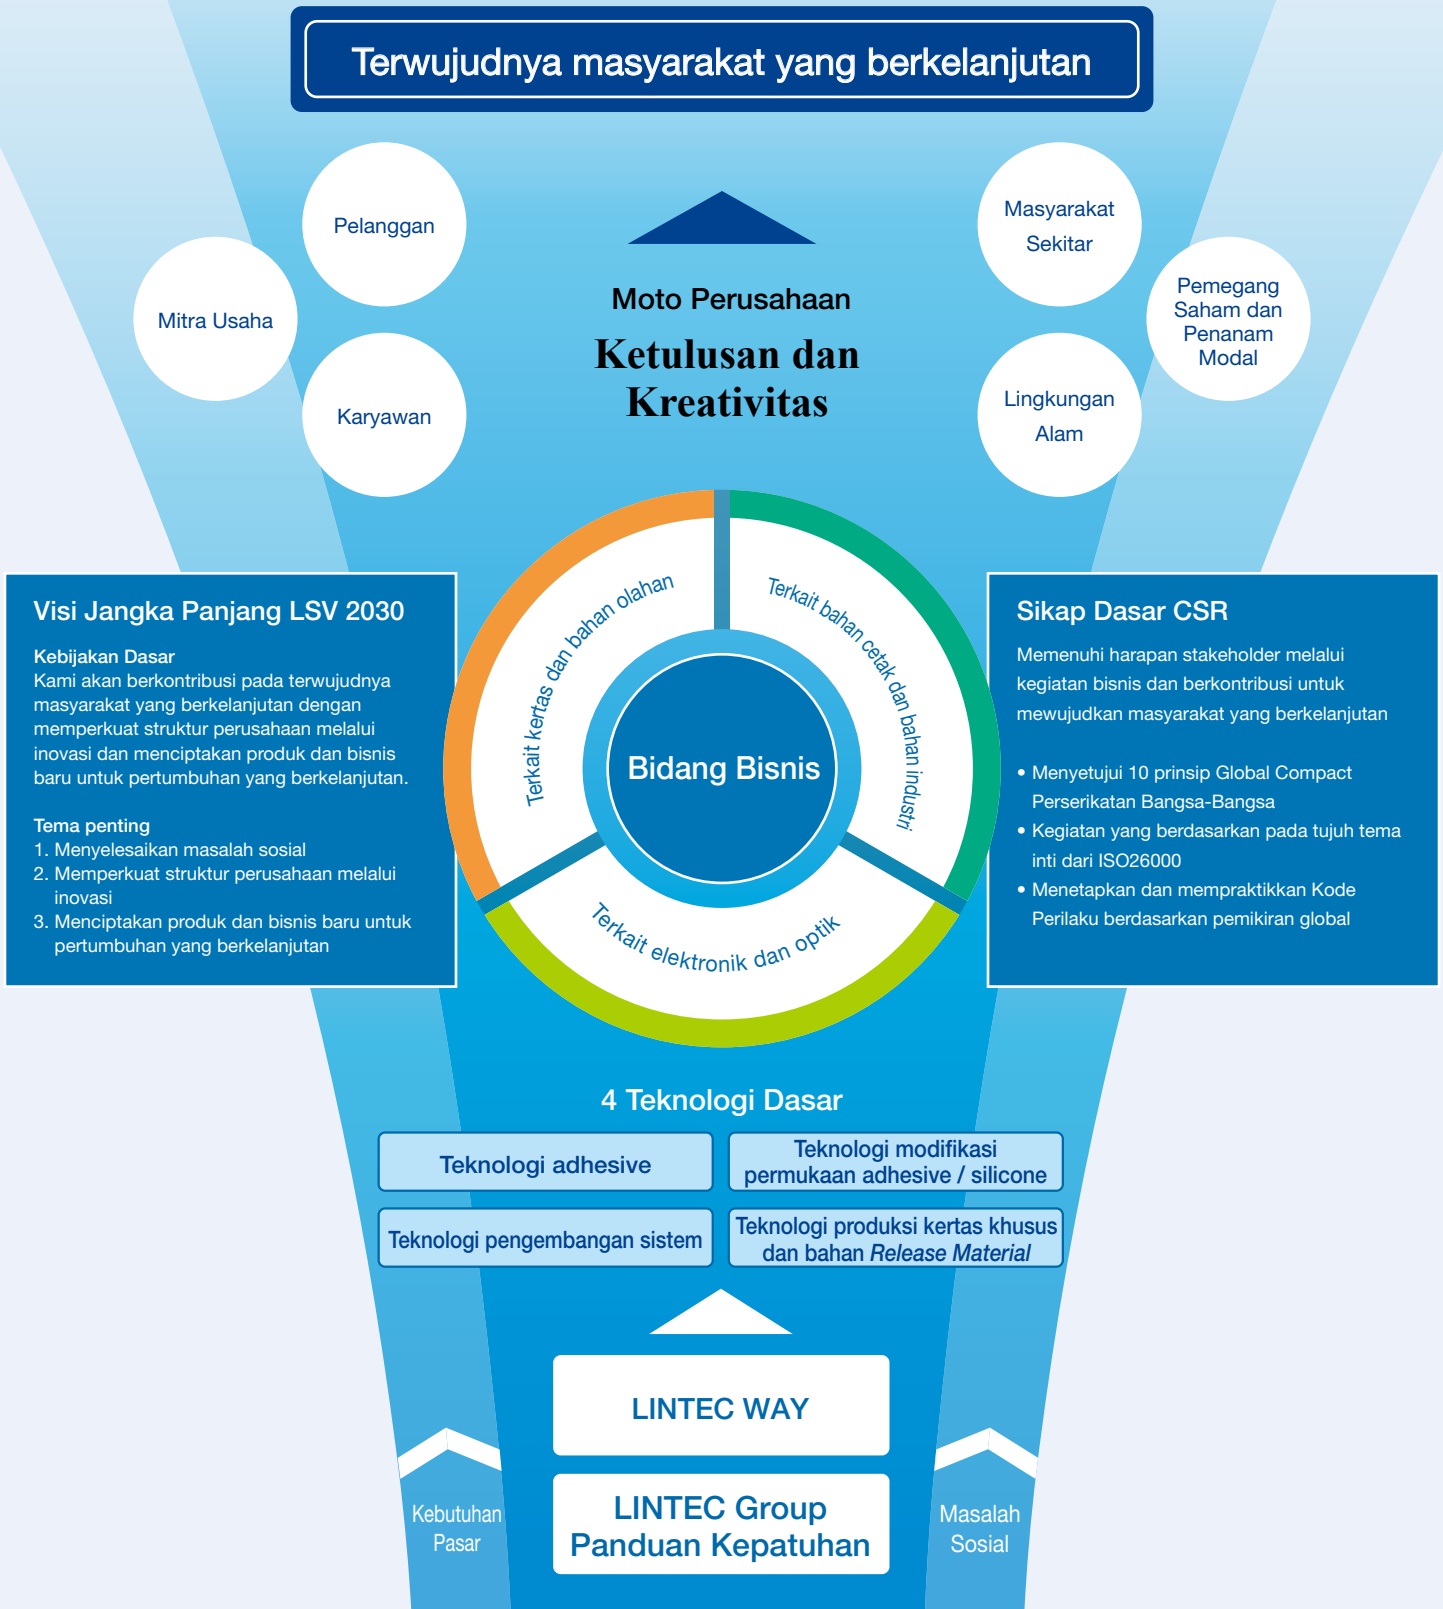 Terwujudnya masyarakat yang berkelanjutan
Pelanggan
Mitra Usaha
Karyawan
Moto Perusahaan
Ketulusan dan
Kreativitas
Masyarakat
Sekitar
Pemegang
Saham dan
Penanam
Modal
Lingkungan
Alam
Visi Jangka Panjang LSV 2030
Kebijakan Dasar
Kami akan berkontribusi pada terwujudnya
masyarakat yang berkelanjutan dengan
memperkuat struktur perusahaan melalui
inovasi dan menciptakan produk dan bisnis
baru untuk pertumbuhan yang berkelanjutan.
Tema penting
1. Menyelesaikan masalah sosial
2. Memperkuat struktur perusahaan melalui
inovasi
3. Menciptakan produk dan bisnis baru untuk
pertumbuhan yang berkelanjutan
Terkait kertas dan bahan olahan
Terkait bahan cetak dan bahan industri
Bidang Bisnis
Terkait elektronik dan optik
Sikap Dasar CSR
Memenuhi harapan stakeholder melalui
kegiatan bisnis dan berkontribusi untuk
mewujudkan masyarakat yang berkelanjutan
• Menyetujui 10 prinsip Global Compact
Perserikatan Bangsa-Bangsa
• Kegiatan yang berdasarkan pada tujuh tema
inti dari ISO26000
• Menetapkan dan mempraktikkan Kode
Perilaku berdasarkan pemikiran global
4 Teknologi Dasar
Teknologi adhesive
Teknologi modifikasi
permukaan adhesive / silicone
Teknologi pengembangan sistem
Teknologi produksi kertas khusus
dan bahan Release Material
LINTEC WAY
LINTEC Group
Panduan Kepatuhan
Kebutuhan
Pasar
Masalah
Sosial